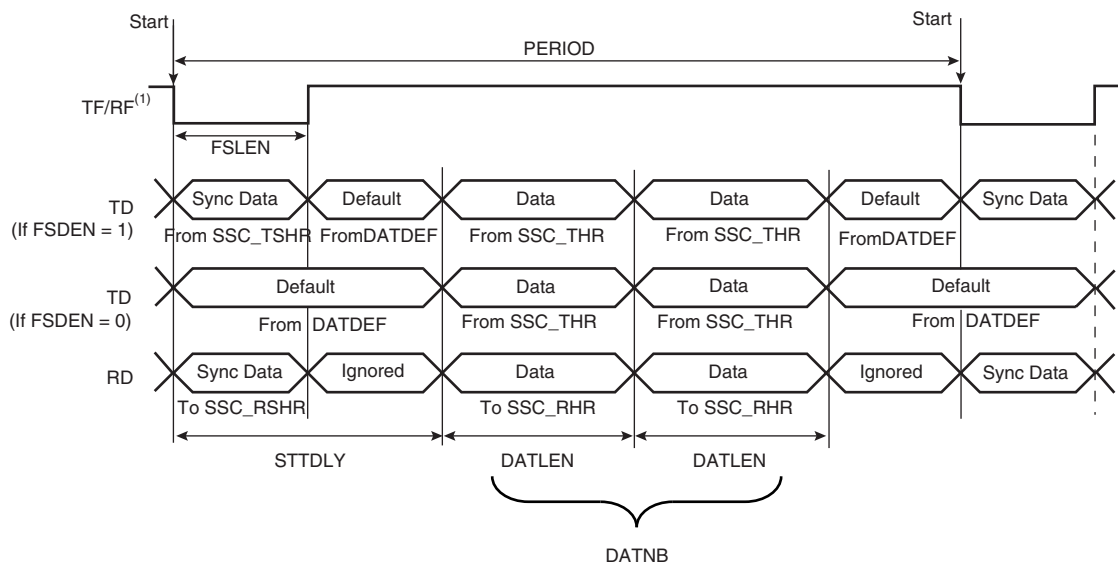 Start
Start
PERIOD
TF/RF(1)
FSLEN
TD
(If FSDEN = 1)
Sync Data
Default
Data
Data
Default
Sync Data
From SSC_TSHR
FromDATDEF
From SSC_THR
From SSC_THR
FromDATDEF
TD
(If FSDEN = 0)
Default
Data
Data
Default
From DATDEF
From SSC_THR
From SSC_THR
From DATDEF
RD
Sync Data
Ignored
Data
Data
Ignored
Sync Data
To SSC_RSHR
To SSC_RHR
To SSC_RHR
STTDLY
DATLEN
DATLEN
DATNB